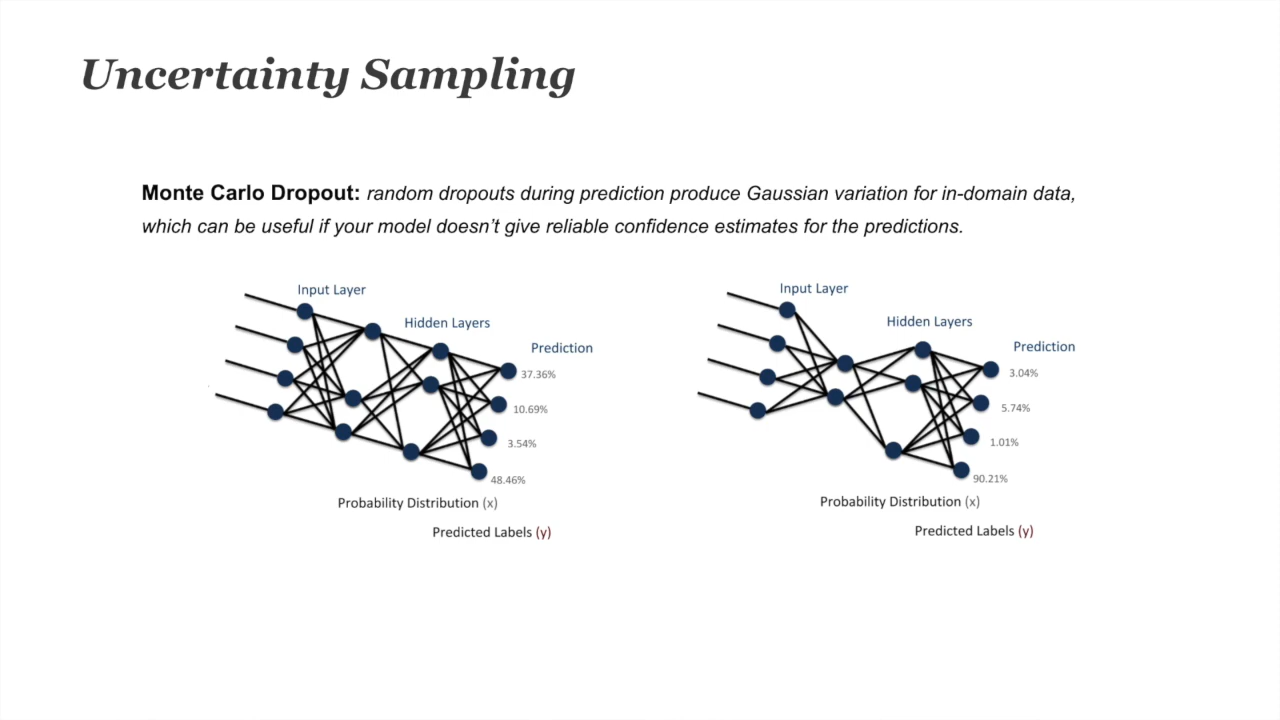 Uncertainty Sampling
Monte Carlo Dropout: random dropouts during prediction produce Gaussian variation for in-domain data,
which can be useful if your model doesn’t give reliable confidence estimates for the predictions.
Input Layer
Hidden Layers
Prediction
37.36%
10.69%
3.54%
48.46%
Probability Distribution (x)
Predicted Labels (y)
Input Layer
Hidden Layers
Prediction
3.04%
5.74%
1.01%
90.21%
Probability Distribution (x)
Predicted Labels (y)